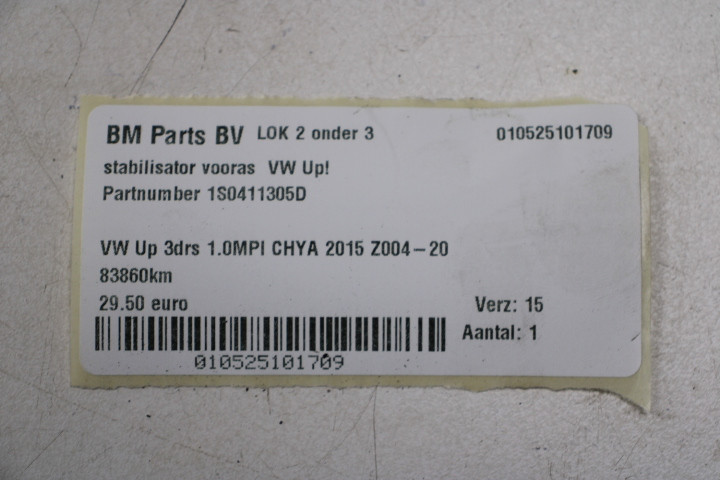 BM Parts BV LOK 2 onder 3 010525101709
stabilisator vooras VW Up!
Partnumber 1S0411305D
VW Up 3drs 1.0MPI CHYA 2015 Z004-20
83860km
29.50 euro Verz: 15
Aantal: 1
010525101709